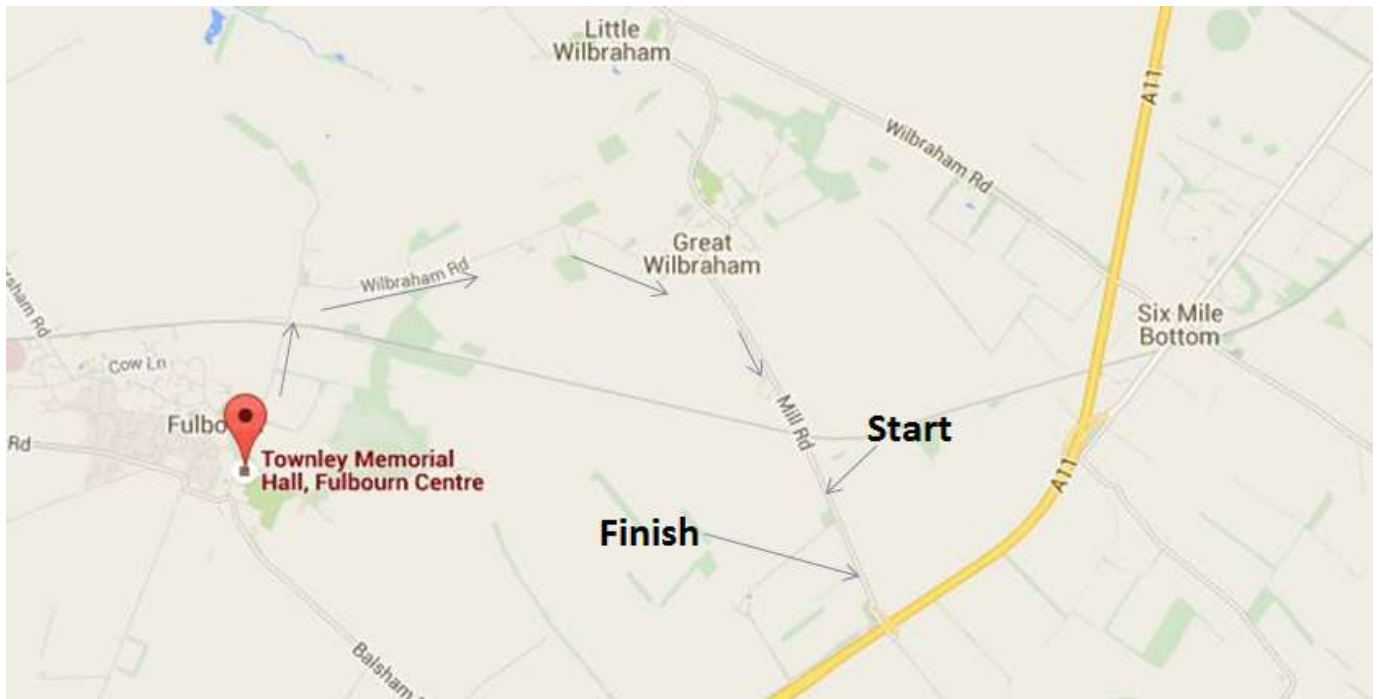 Little
Wilbraham
A11
Wilbraham Rd
Great
Wilbraham
Wilbraham Rd
Six Mile
Bottom
Cow Ln
Mill Rd
Start
Rd
Townley Memorial
Hall, Fulbourn Centre
A11
Finish
Balsham